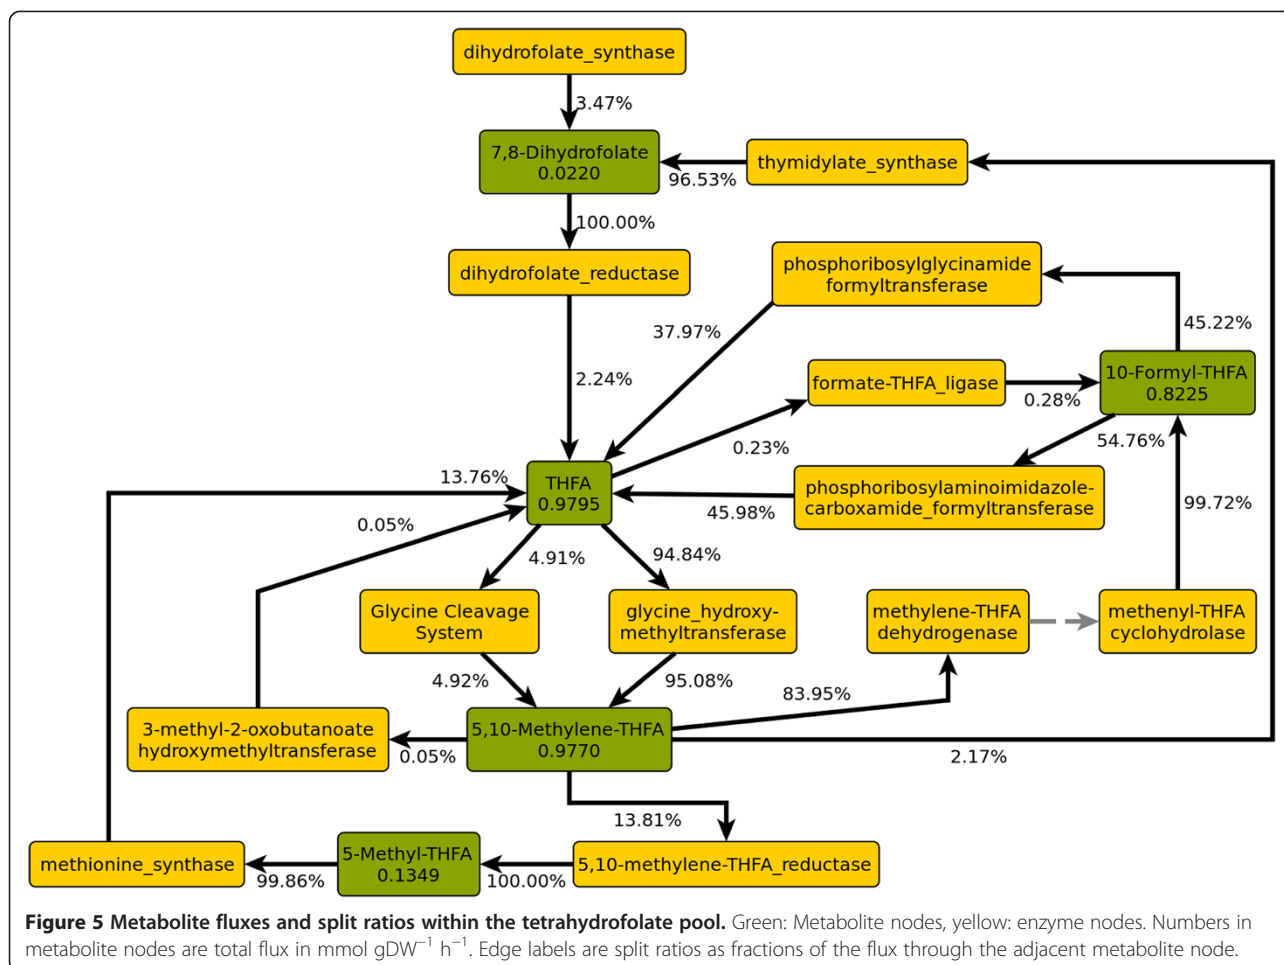 dihydrofolate_synthase
3.47%
7,8-Dihydrofolate
0.0220
96.53%
thymidylate_synthase
100.00%
dihydrofolate_reductase
phosphoribosylglycinamide
formyltransferase
37.97%
45.22%
2.24%
formate-THFA_ligase
0.28%
10-Formyl-THFA
0.8225
0.23%
54.76%
13.76%
THFA
0.9795
45.98%
phosphoribosylaminoimidazole-
carboxamide_formyltransferase
99.72%
0.05%
4.91%
94.84%
Glycine Cleavage
System
glycine_hydroxy-
methyltransferase
methylene-THFA
dehydrogenase
methenyl-THFA
cyclohydrolase
4.92%
95.08%
83.95%
3-methyl-2-oxobutanoate
hydroxymethyltransferase
0.05%
5,10-Methylene-THFA
0.9770
2.17%
13.81%
methionine_synthase
99.86%
5-Methyl-THFA
0.1349
100.00%
5,10-methylene-THFA_reductase
Figure 5 Metabolite fluxes and split ratios within the tetrahydrofolate pool. Green: Metabolite nodes, yellow: enzyme nodes. Numbers in
metabolite nodes are total flux in mmol gDW⁻¹ h⁻¹. Edge labels are split ratios as fractions of the flux through the adjacent metabolite node.